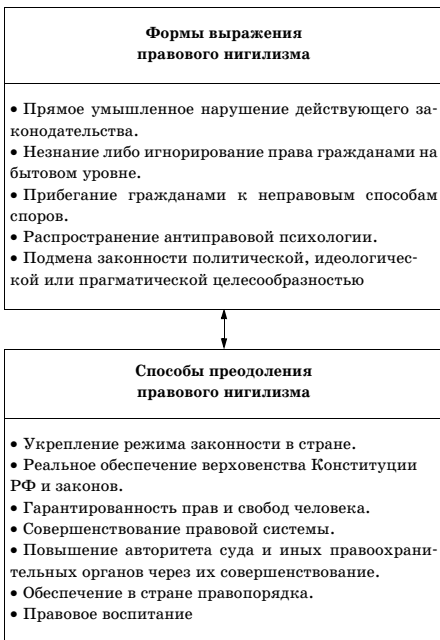 Формы выражения
правового нигилизма
• Прямое умышленное нарушение действующего за-
конодательства.
• Незнание либо игнорирование права гражданами на
бытовом уровне.
• Прибегание гражданами к неправовым способам
споров.
• Распространение антиправовой психологии.
• Подмена законности политической, идеологичес-
кой или прагматической целесообразностью
Способы преодоления
правового нигилизма
• Укрепление режима законности в стране.
• Реальное обеспечение верховенства Конституции
РФ и законов.
• Гарантированность прав и свобод человека.
• Совершенствование правовой системы.
• Повышение авторитета суда и иных правоохрани-
тельных органов через их совершенствование.
• Обеспечение в стране правопорядка.
• Правовое воспитание